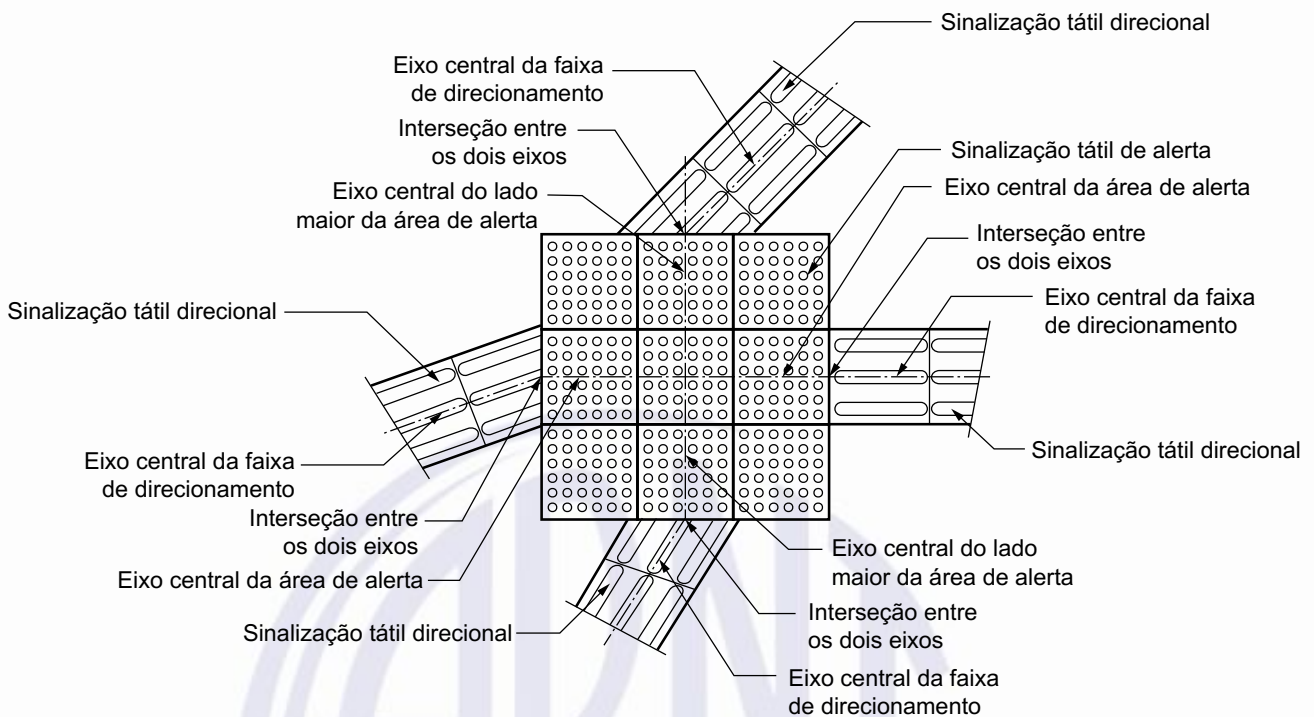 Sinalização tátil direcional
Eixo central da faixa
de direcionamento
Interseção entre
os dois eixos
Eixo central do lado
maior da área de alerta
Sinalização tátil de alerta
Eixo central da área de alerta
Interseção entre
os dois eixos
Eixo central da faixa
de direcionamento
Sinalização tátil direcional
Sinalização tátil direcional
Eixo central da faixa
de direcionamento
Interseção entre
os dois eixos
Eixo central da área de alerta
Sinalização tátil direcional
Eixo central do lado
maior da área de alerta
Interseção entre
os dois eixos
Eixo central da faixa
de direcionamento